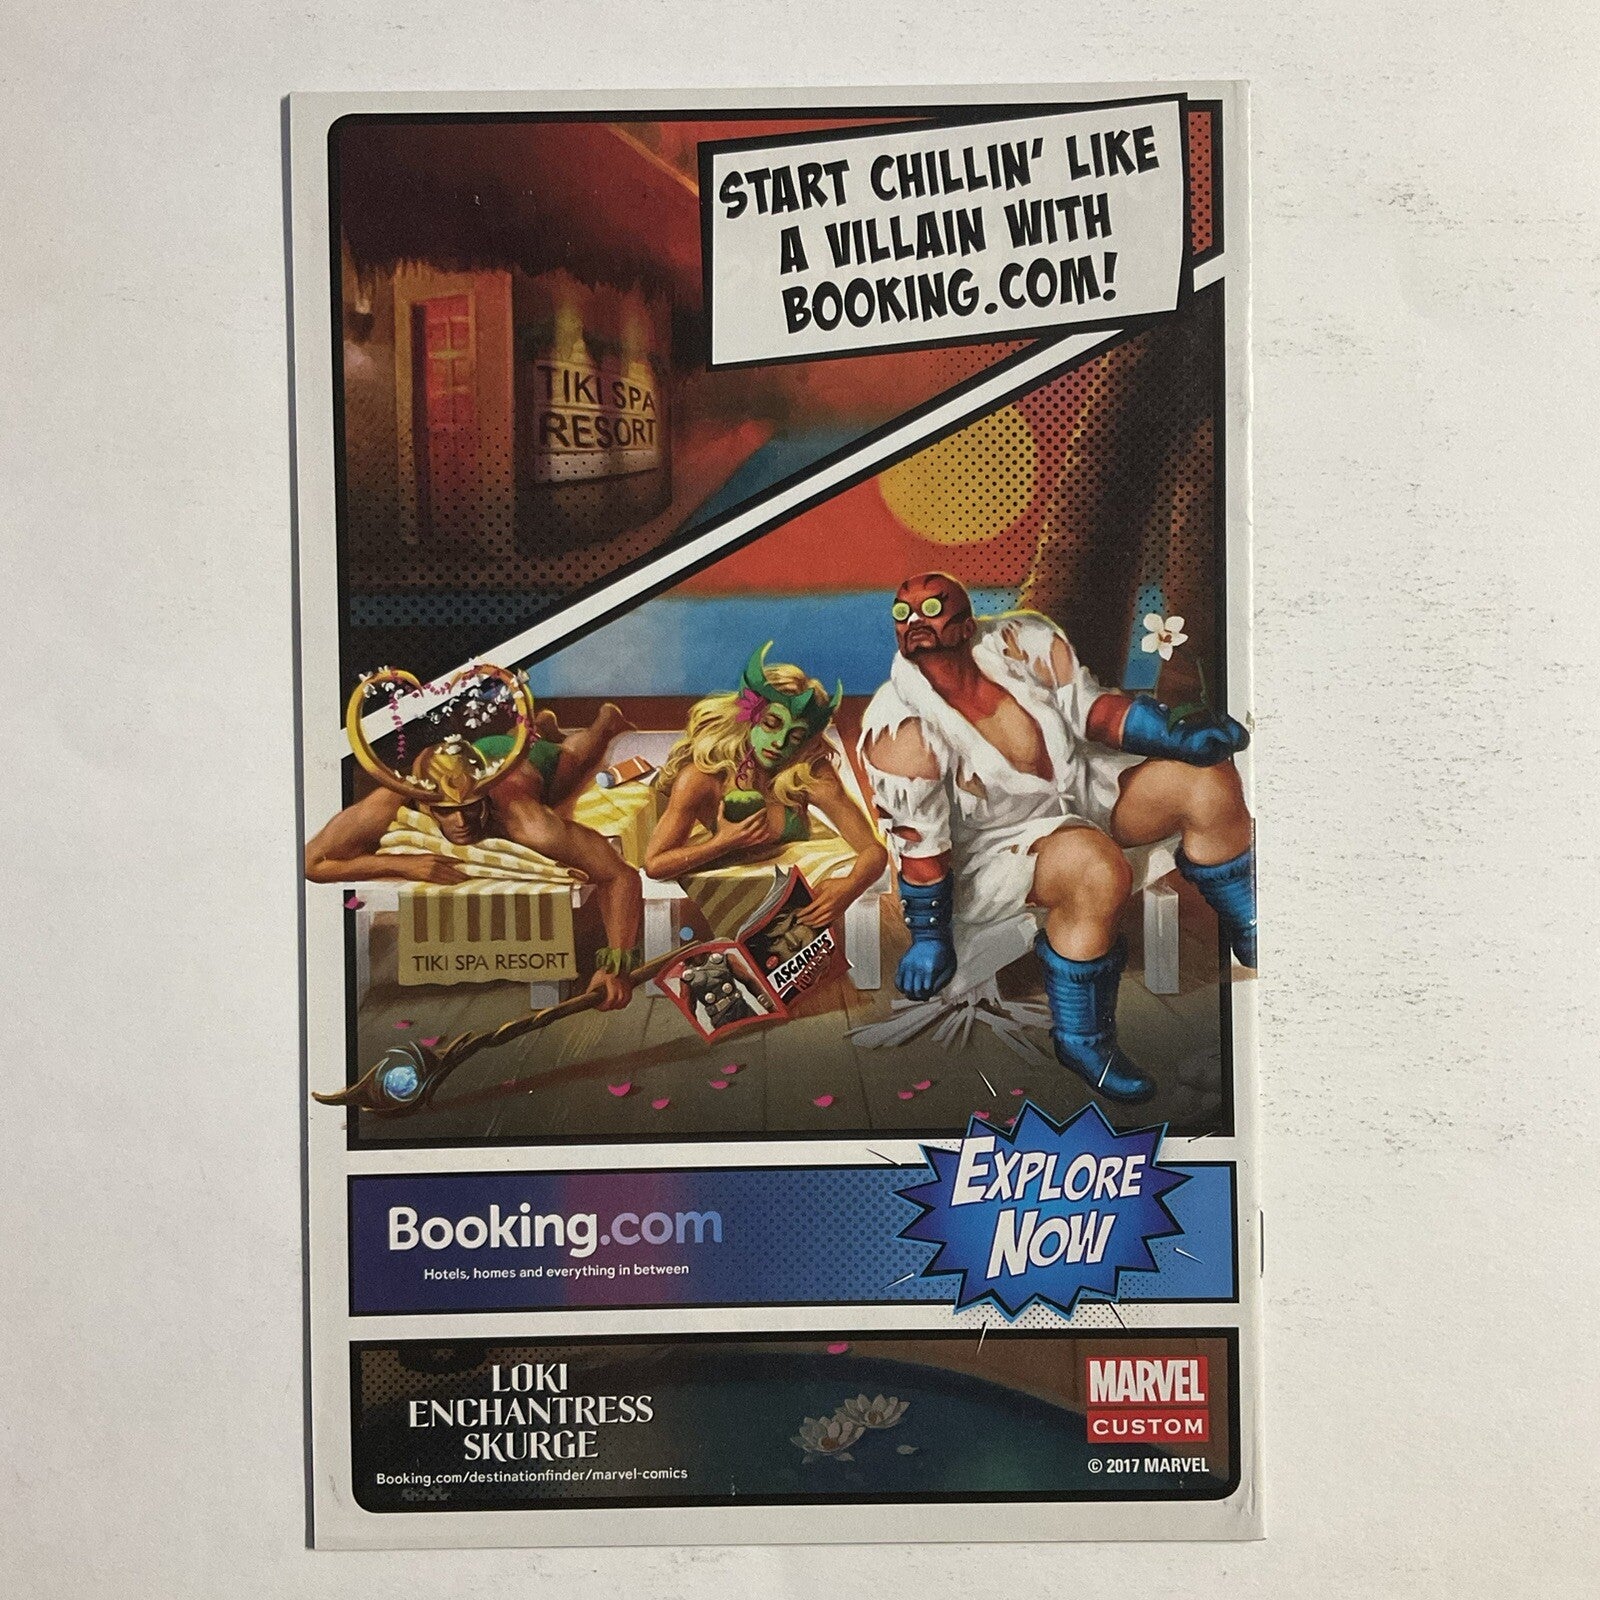 START CHILLIN' LIKE
A VILLAIN WITH
BOOKING.COM!
TIKI SPA
RESORT
TIKI SPA RESORT
ASGARD'S
Booking.com
Hotels, homes and everything in between
EXPLORE
NOW
LOKI
ENCHANTRESS
SKURGE
Booking.com/destinationfinder/marvel-comics
MARVEL
CUSTOM
© 2017 MARVEL